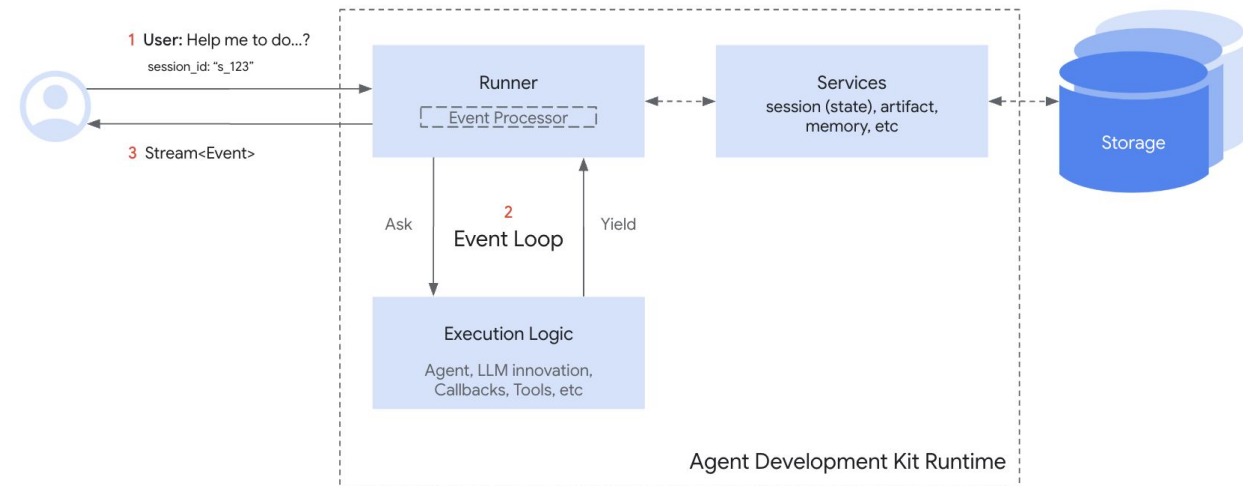 1 User: Help me to do...?
session_id: “s_123”
3 Stream<Event>
Runner
Event Processor
Services
session (state), artifact,
memory, etc
Storage
Ask
2
Event Loop
Yield
Execution Logic
Agent, LLM innovation,
Callbacks, Tools, etc
Agent Development Kit Runtime